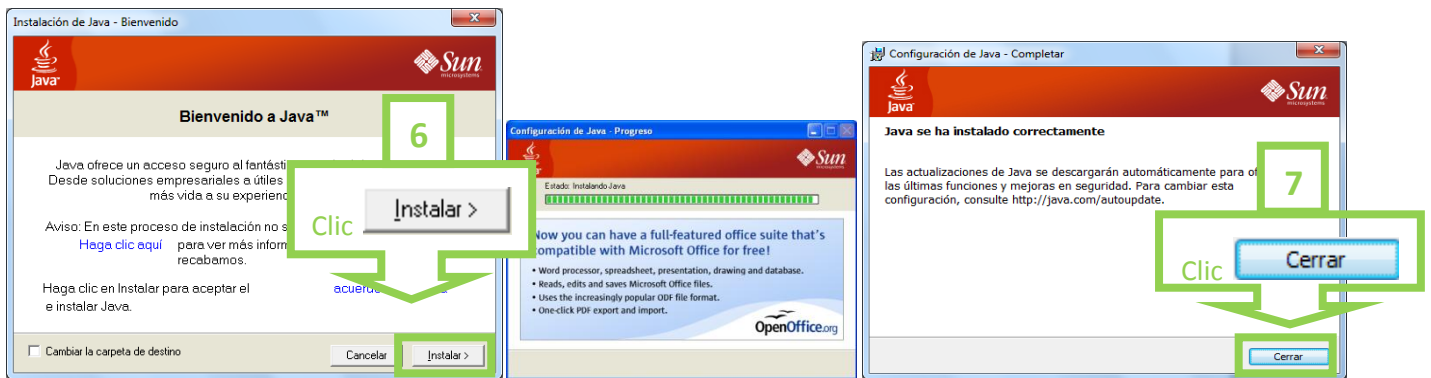 Instalación de Java - Bienvenido
Java
Sun
microsystems
Bienvenido a Java™
6
Java ofrece un acceso seguro al
Desde soluciones empresariales a útiles
más vida a su
Aviso: En este proceso de instalación no
Haga clic aquí para ver más
recabamos.
Clic Instalar >
Haga clic en Instalar para aceptar el
e instalar Java.
Cambiar la carpeta de destino
Cancelar
Instalar >
Configuración de Java - Progreso
Sun
microsystems
Estado: Instalando Java
Now you can have a full-featured office suite that's
compatible with Microsoft Office for free!
• Word processor, spreadsheet, presentation, drawing and database.
• Reads, edits and saves Microsoft Office files.
• Uses the increasingly popular ODF file format.
• One-click PDF export and import.
OpenOffice.org
Configuración de Java - Completar
Java
Sun
microsystems
Java se ha instalado correctamente
Las actualizaciones de Java se descargarán automáticamente para
las últimas funciones y mejoras en seguridad. Para cambiar esta
configuración, consulte http://java.com/autoupdate.
7
Clic Cerrar
Cerrar